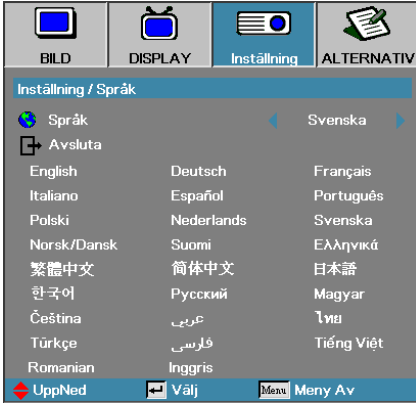 BILD DISPLAY Inställning ALTERNATIV
Inställning / Språk
Språk Svenska
Avsluta
English Deutsch Français
Italiano Español Português
Polski Nederlands Svenska
Norsk/Dansk Suomi Ελληνικά
繁體中文 简体中文 日本語
한국어 Русский Magyar
Čeština عربي ไทย
Türkçe فارسی Tiếng Việt
Romanian Inggris
UppNed Välj Menu Meny Av